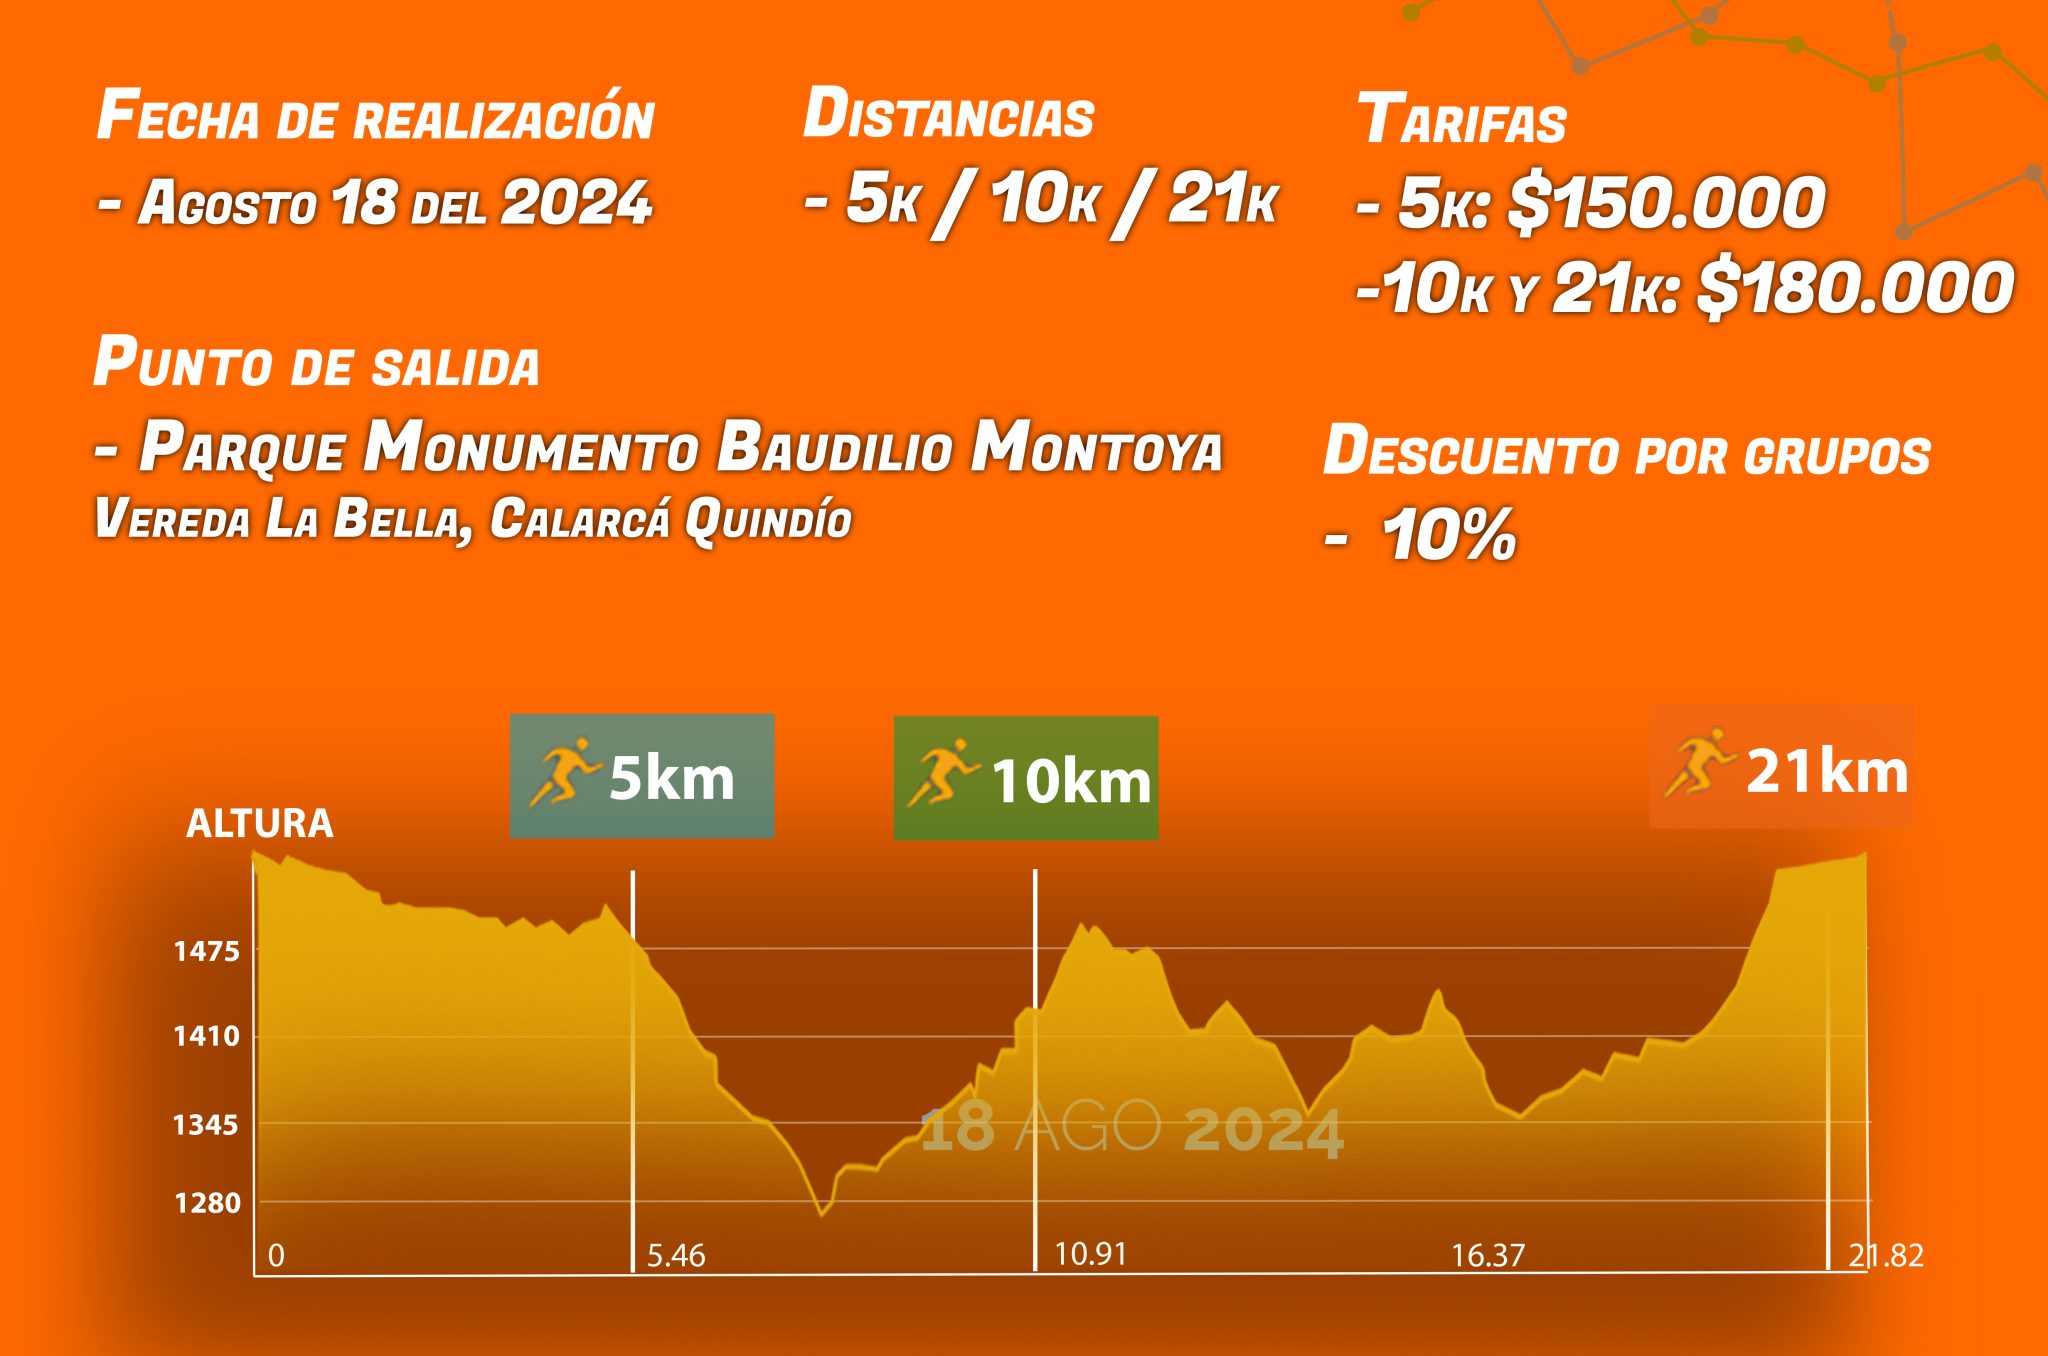 Fecha de realización
- Agosto 18 del 2024
Distancias
- 5k / 10k / 21k
Tarifas
- 5k: $150.000
-10k y 21k: $180.000
Punto de salida
- Parque Monumento Baudilio Montoya
Vereda La Bella, Calarcá Quindío
Descuento por grupos
- 10%
5km
10km
21km
ALTURA
1475
1410
1345
1280
18 AGO 2024
0
5.46
10.91
16.37
21.82